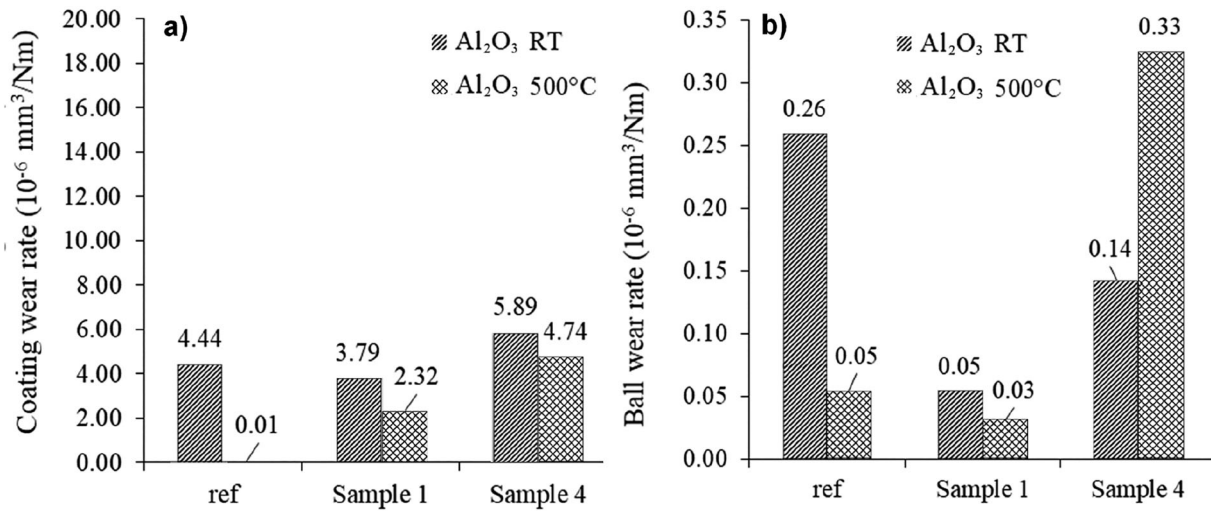 a)
Coating wear rate (10⁻⁶ mm³/Nm)
20.00
18.00
16.00
14.00
12.00
10.00
8.00
6.00
4.00
2.00
0.00
Al₂O₃ RT
Al₂O₃ 500°C
4.44
0.01
3.79
2.32
5.89
4.74
ref
Sample 1
Sample 4
b)
Ball wear rate (10⁻⁶ mm³/Nm)
0.35
0.30
0.25
0.20
0.15
0.10
0.05
0.00
Al₂O₃ RT
Al₂O₃ 500°C
0.26
0.05
0.05
0.03
0.14
0.33
ref
Sample 1
Sample 4